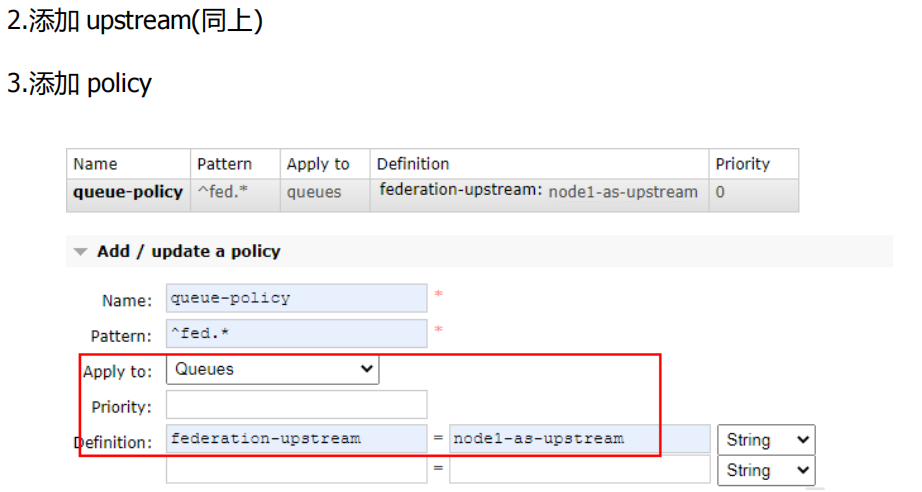 2.添加 upstream(同上)
3.添加 policy
Name Pattern Apply to Definition Priority
queue-policy ^fed.* queues federation-upstream: node1-as-upstream 0
Add / update a policy
Name: queue-policy *
Pattern: ^fed.* *
Apply to: Queues
Priority:
Definition: federation-upstream = node1-as-upstream String
= String